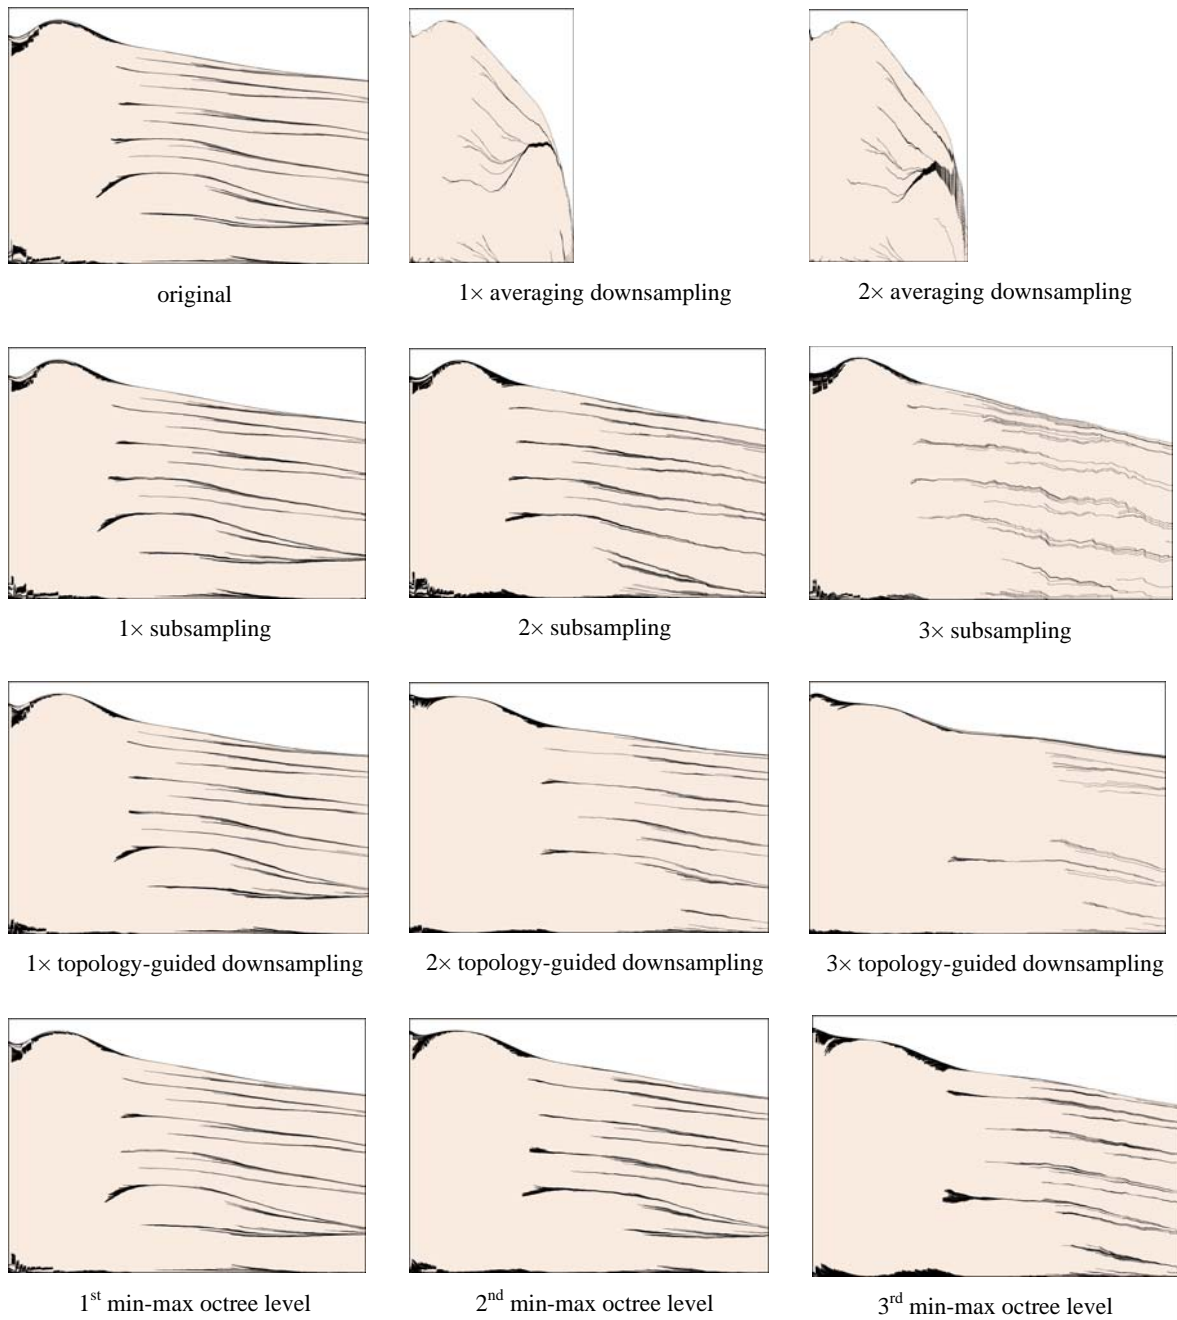 original
1× averaging downsampling
2× averaging downsampling
1× subsampling
2× subsampling
3× subsampling
1× topology-guided downsampling
2× topology-guided downsampling
3× topology-guided downsampling
1st min-max octree level
2nd min-max octree level
3rd min-max octree level